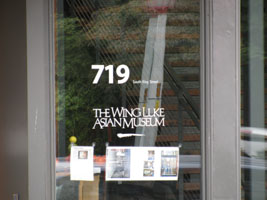 719 South King Street
THE WING LUKE
ASIAN MUSEUM